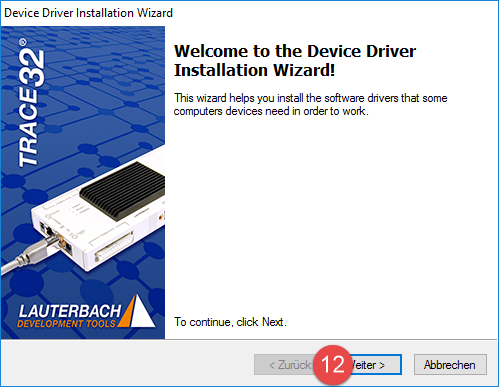 Device Driver Installation Wizard
TRACE32®
LAUTERBACH
DEVELOPMENT TOOLS
Welcome to the Device Driver
Installation Wizard!
This wizard helps you install the software drivers that some
computers devices need in order to work.
To continue, click Next.
< Zurück
12
eiter >
Abbrechen